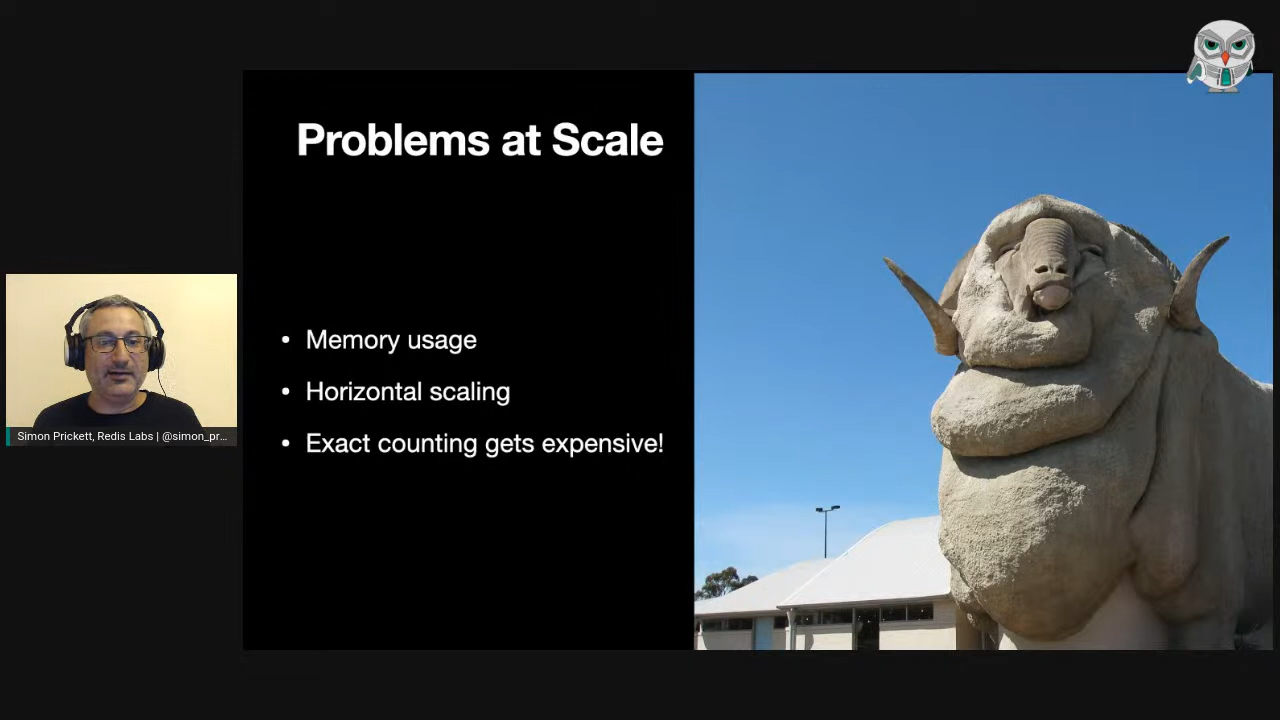 Problems at Scale
• Memory usage
• Horizontal scaling
• Exact counting gets expensive!
Simon Prickett, Redis Labs | @simon_pr...